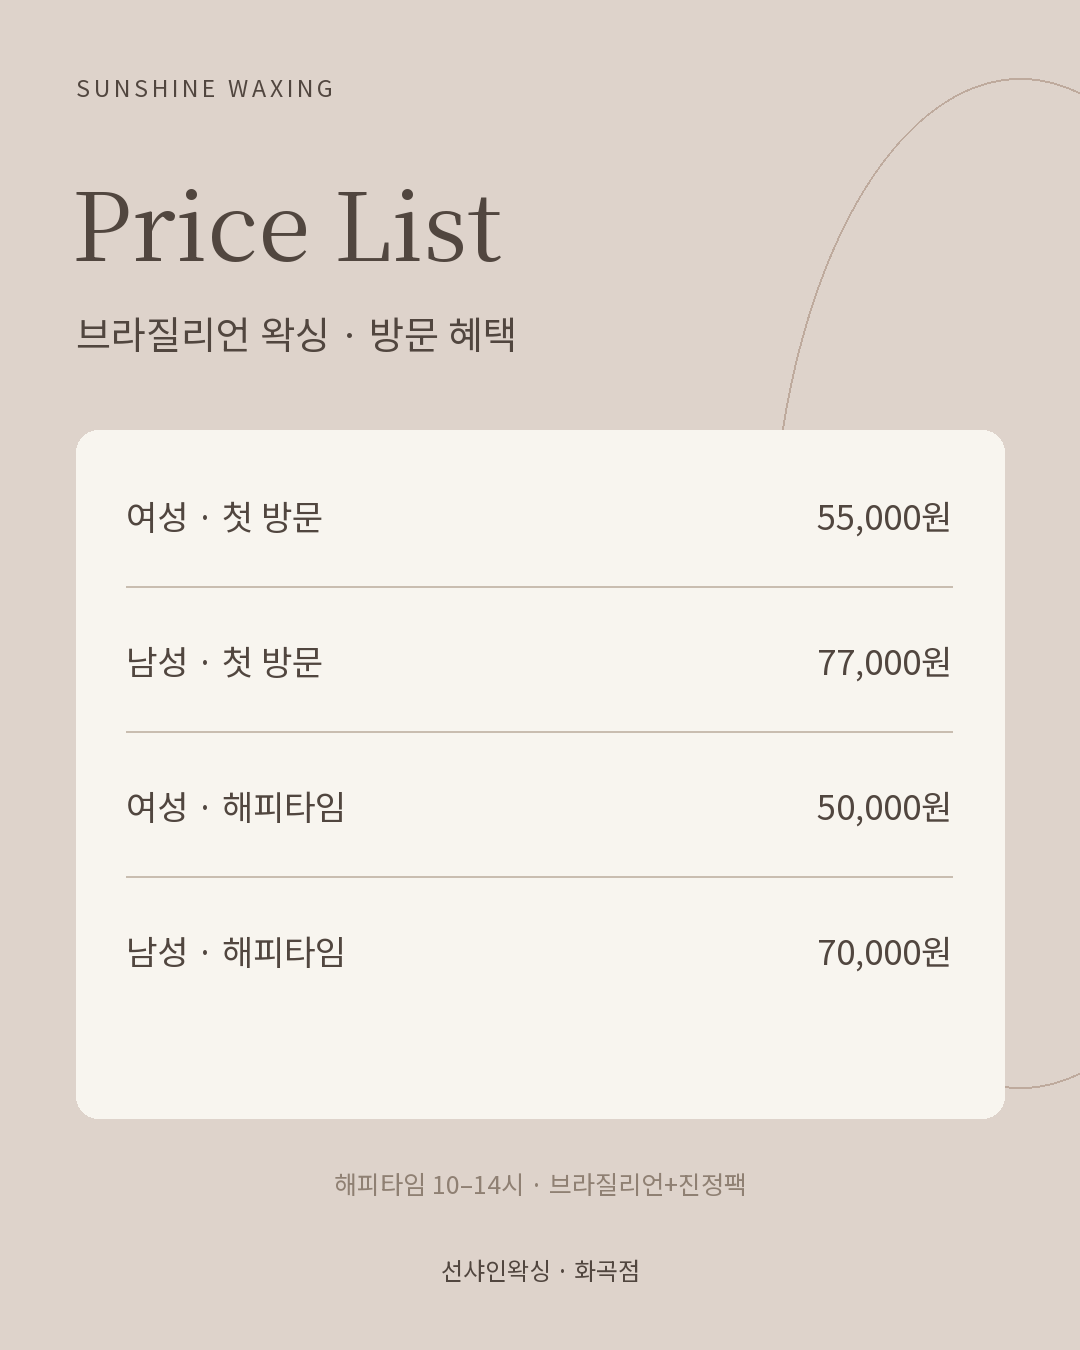 SUNSHINE WAXING
Price List
브라질리언 왁싱 · 방문 혜택
여성 · 첫 방문 55,000원
남성 · 첫 방문 77,000원
여성 · 해피타임 50,000원
남성 · 해피타임 70,000원
해피타임 10–14시 · 브라질리언+진정팩
선샤인왁싱 · 화곡점